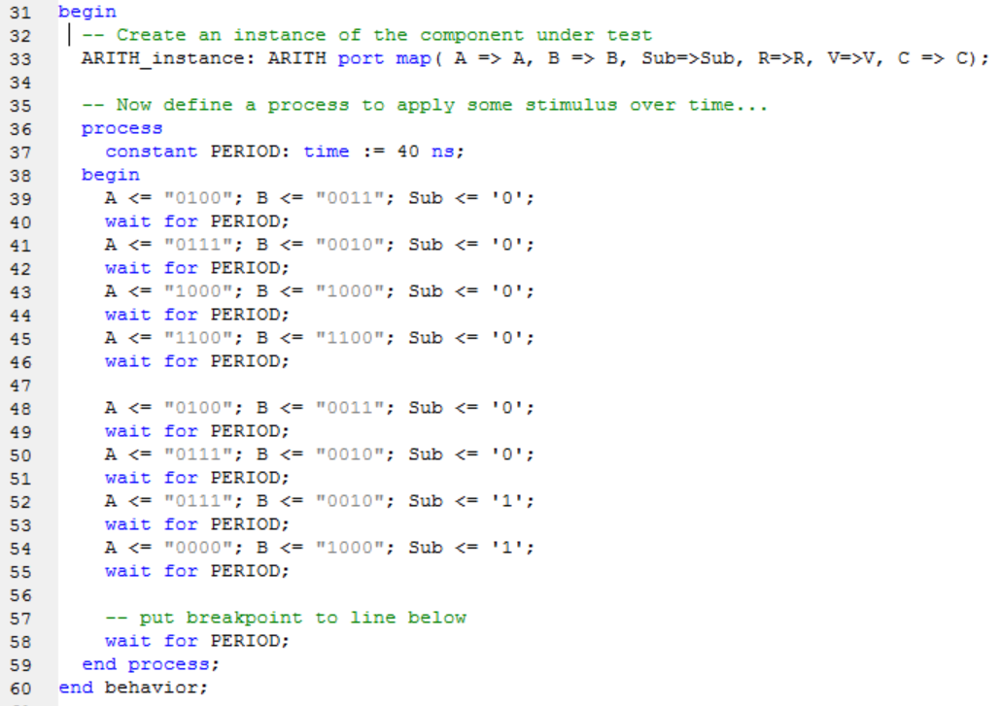 31 begin
32 -- Create an instance of the component under test
33 ARITH_instance: ARITH port map( A => A, B => B, Sub=>Sub, R=>R, V=>V, C => C);
34
35 -- Now define a process to apply some stimulus over time...
36 process
37 constant PERIOD: time := 40 ns;
38 begin
39 A <= "0100"; B <= "0011"; Sub <= '0';
40 wait for PERIOD;
41 A <= "0111"; B <= "0010"; Sub <= '0';
42 wait for PERIOD;
43 A <= "1000"; B <= "1000"; Sub <= '0';
44 wait for PERIOD;
45 A <= "1100"; B <= "1100"; Sub <= '0';
46 wait for PERIOD;
47
48 A <= "0100"; B <= "0011"; Sub <= '0';
49 wait for PERIOD;
50 A <= "0111"; B <= "0010"; Sub <= '0';
51 wait for PERIOD;
52 A <= "0111"; B <= "0010"; Sub <= '1';
53 wait for PERIOD;
54 A <= "0000"; B <= "1000"; Sub <= '1';
55 wait for PERIOD;
56
57 -- put breakpoint to line below
58 wait for PERIOD;
59 end process;
60 end behavior;